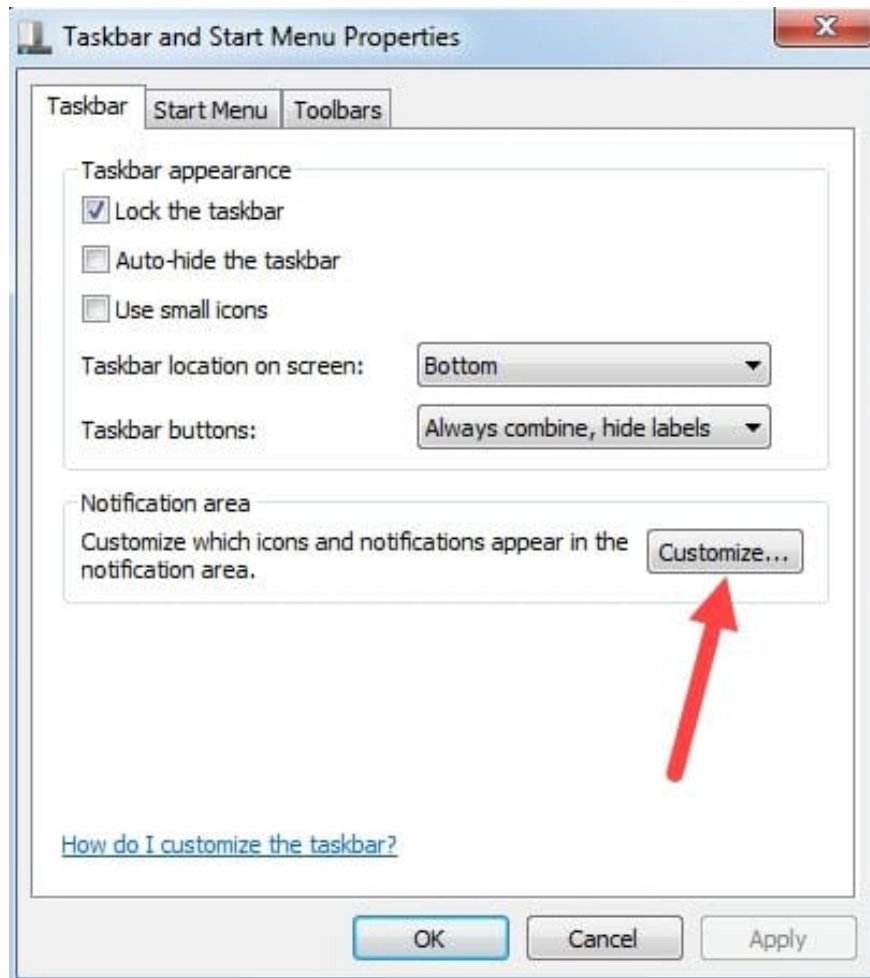 Taskbar and Start Menu Properties
Taskbar
Start Menu
Toolbars
Taskbar appearance
Lock the taskbar
Auto-hide the taskbar
Use small icons
Taskbar location on screen:
Bottom
Taskbar buttons:
Always combine, hide labels
Notification area
Customize which icons and notifications appear in the
notification area.
Customize...
How do I customize the taskbar?
OK
Cancel
Apply